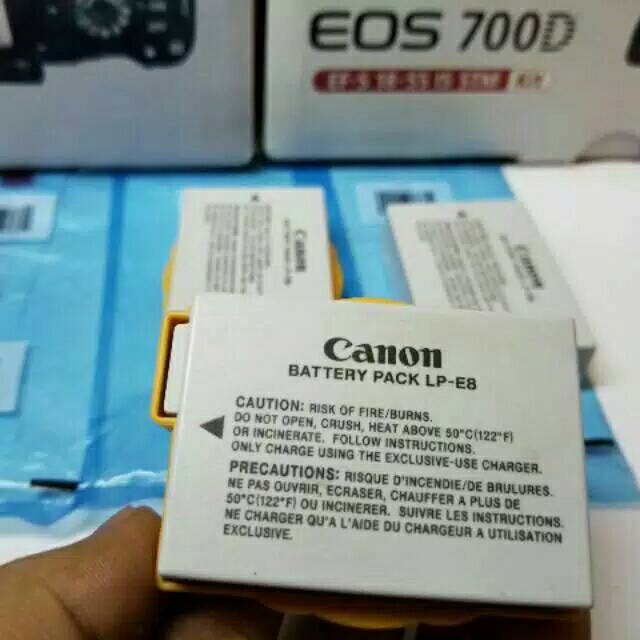 EOS 700D
EF-S 18-55 IS STM Kit
Canon
Canon
Canon
BATTERY PACK LP-E8
CAUTION: RISK OF FIRE/BURNS.
DO NOT OPEN, CRUSH, HEAT ABOVE 50°C(122°F)
OR INCINERATE. FOLLOW INSTRUCTIONS.
ONLY CHARGE USING THE EXCLUSIVE-USE CHARGER.
PRECAUTIONS: RISQUE D'INCENDIE/DE BRULURES.
NE PAS OUVRIR, ECRASER, CHAUFFER A PLUS DE
50°C(122°F) OU INCINERER. SUIVRE LES INSTRUCTIONS.
NE CHARGER QU'A L'AIDE DU CHARGEUR A UTILISATION
EXCLUSIVE.